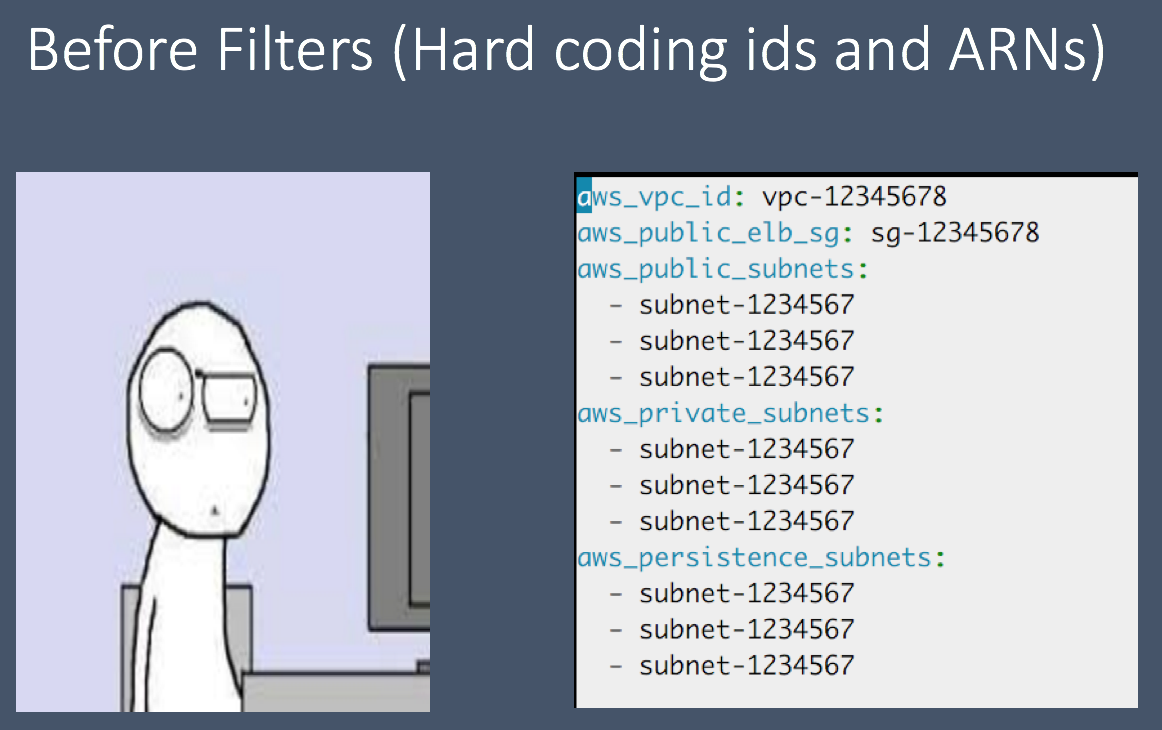 Before Filters (Hard coding ids and ARNs)
aws_vpc_id: vpc-12345678
aws_public_elb_sg: sg-12345678
aws_public_subnets:
  - subnet-1234567
  - subnet-1234567
  - subnet-1234567
aws_private_subnets:
  - subnet-1234567
  - subnet-1234567
  - subnet-1234567
aws_persistence_subnets:
  - subnet-1234567
  - subnet-1234567
  - subnet-1234567